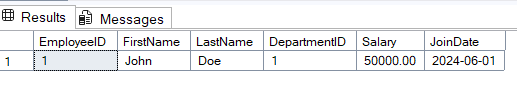 Results Messages
EmployeeID FirstName LastName DepartmentID Salary JoinDate
1 1 John Doe 1 50000.00 2024-06-01